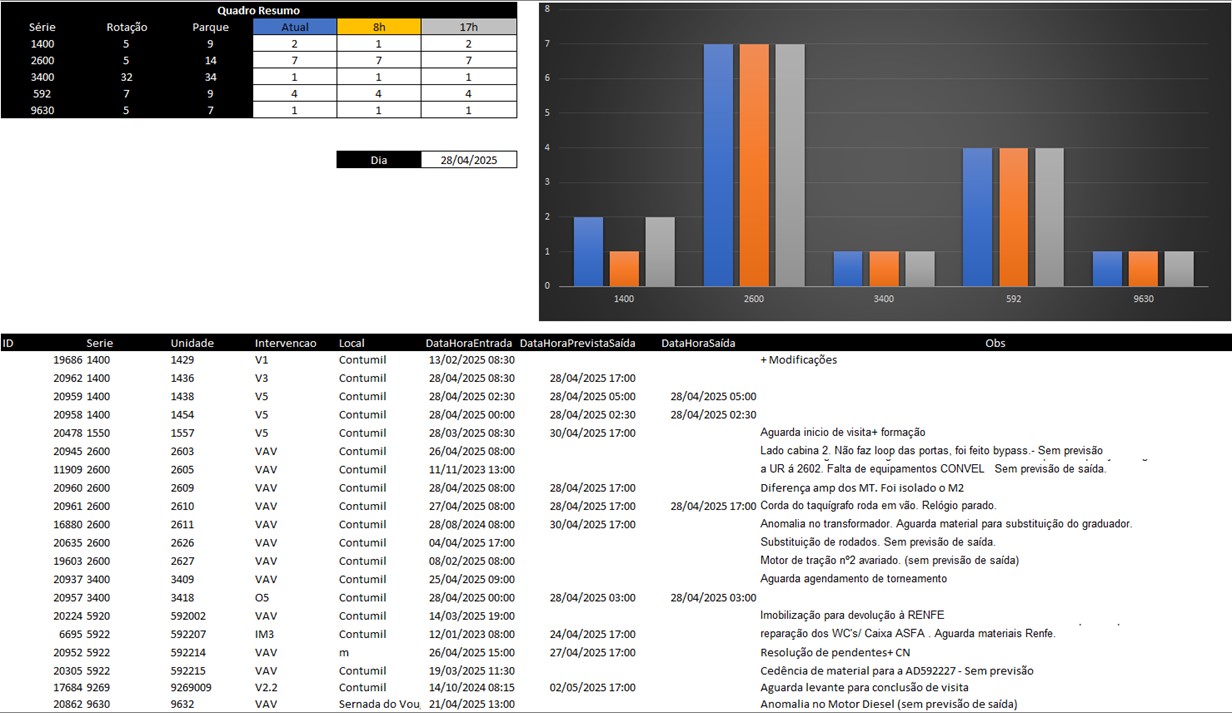 Quadro Resumo
Série Rotação Parque Atual 8h 17h
1400 5 9 2 1 2
2600 5 14 7 7 7
3400 32 34 1 1 1
592 7 9 4 4 4
9630 5 7 1 1 1
Dia 28/04/2025
8
7
6
5
4
3
2
1
0
1400 2600 3400 592 9630
ID Serie Unidade Intervencao Local DataHoraEntrada DataHoraPrevistaSaída DataHoraSaída Obs
19686 1400 1429 V1 Contumil 13/02/2025 08:30 + Modificações
20962 1400 1436 V3 Contumil 28/04/2025 08:30 28/04/2025 17:00
20959 1400 1438 V5 Contumil 28/04/2025 02:30 28/04/2025 05:00 28/04/2025 05:00
20958 1400 1454 V5 Contumil 28/04/2025 00:00 28/04/2025 02:30 28/04/2025 02:30
20478 1550 1557 V5 Contumil 28/03/2025 08:30 30/04/2025 17:00 Aguarda inicio de visita+ formação
20945 2600 2603 VAV Contumil 26/04/2025 08:00 Lado cabina 2. Não faz loop das portas, foi feito bypass.- Sem previsão
11909 2600 2605 VAV Contumil 11/11/2023 13:00 a UR á 2602. Falta de equipamentos CONVEL Sem previsão de saída.
20960 2600 2609 VAV Contumil 28/04/2025 08:00 28/04/2025 17:00 Diferença amp dos MT. Foi isolado o M2
20961 2600 2610 VAV Contumil 27/04/2025 08:00 28/04/2025 17:00 28/04/2025 17:00 Corda do taquígrafo roda em vão. Relógio parado.
16880 2600 2611 VAV Contumil 28/08/2024 08:00 30/04/2025 17:00 Anomalia no transformador. Aguarda material para substituição do graduador.
20635 2600 2626 VAV Contumil 04/04/2025 17:00 Substituição de rodados. Sem previsão de saída.
19603 2600 2627 VAV Contumil 08/02/2025 08:00 Motor de tração nº2 avariado. (sem previsão de saída)
20937 3400 3409 VAV Contumil 25/04/2025 09:00 Aguarda agendamento de torneamento
20957 3400 3418 O5 Contumil 28/04/2025 00:00 28/04/2025 03:00 28/04/2025 03:00
20224 5920 592002 VAV Contumil 14/03/2025 19:00 Imobilização para devolução à RENFE
6695 5922 592207 IM3 Contumil 12/01/2023 08:00 24/04/2025 17:00 reparação dos WC's/ Caixa ASFA . Aguarda materiais Renfe.
20952 5922 592214 VAV m 26/04/2025 15:00 27/04/2025 17:00 Resolução de pendentes+ CN
20305 5922 592215 VAV Contumil 19/03/2025 11:30 Cedência de material para a AD592227 - Sem previsão
17684 9269 9269009 V2.2 Contumil 14/10/2024 08:15 02/05/2025 17:00 Aguarda levante para conclusão de visita
20862 9630 9632 VAV Sernada do Vou 21/04/2025 13:00 Anomalia no Motor Diesel (sem previsão de saída)